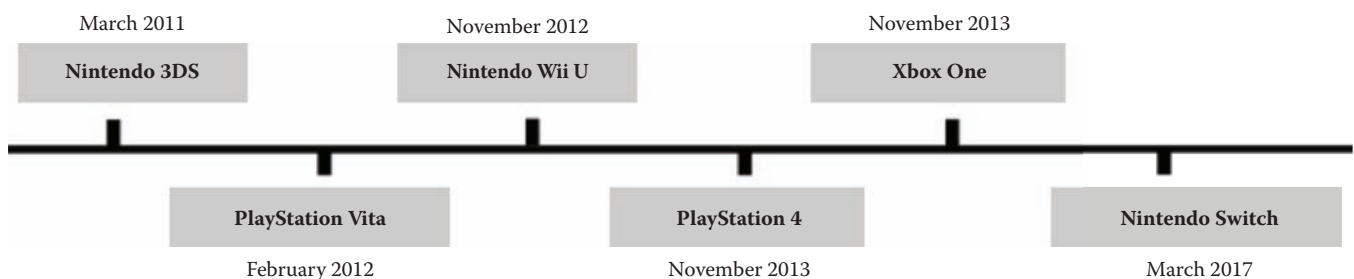 March 2011
November 2012
November 2013
Nintendo 3DS
Nintendo Wii U
Xbox One
PlayStation Vita
PlayStation 4
Nintendo Switch
February 2012
November 2013
March 2017